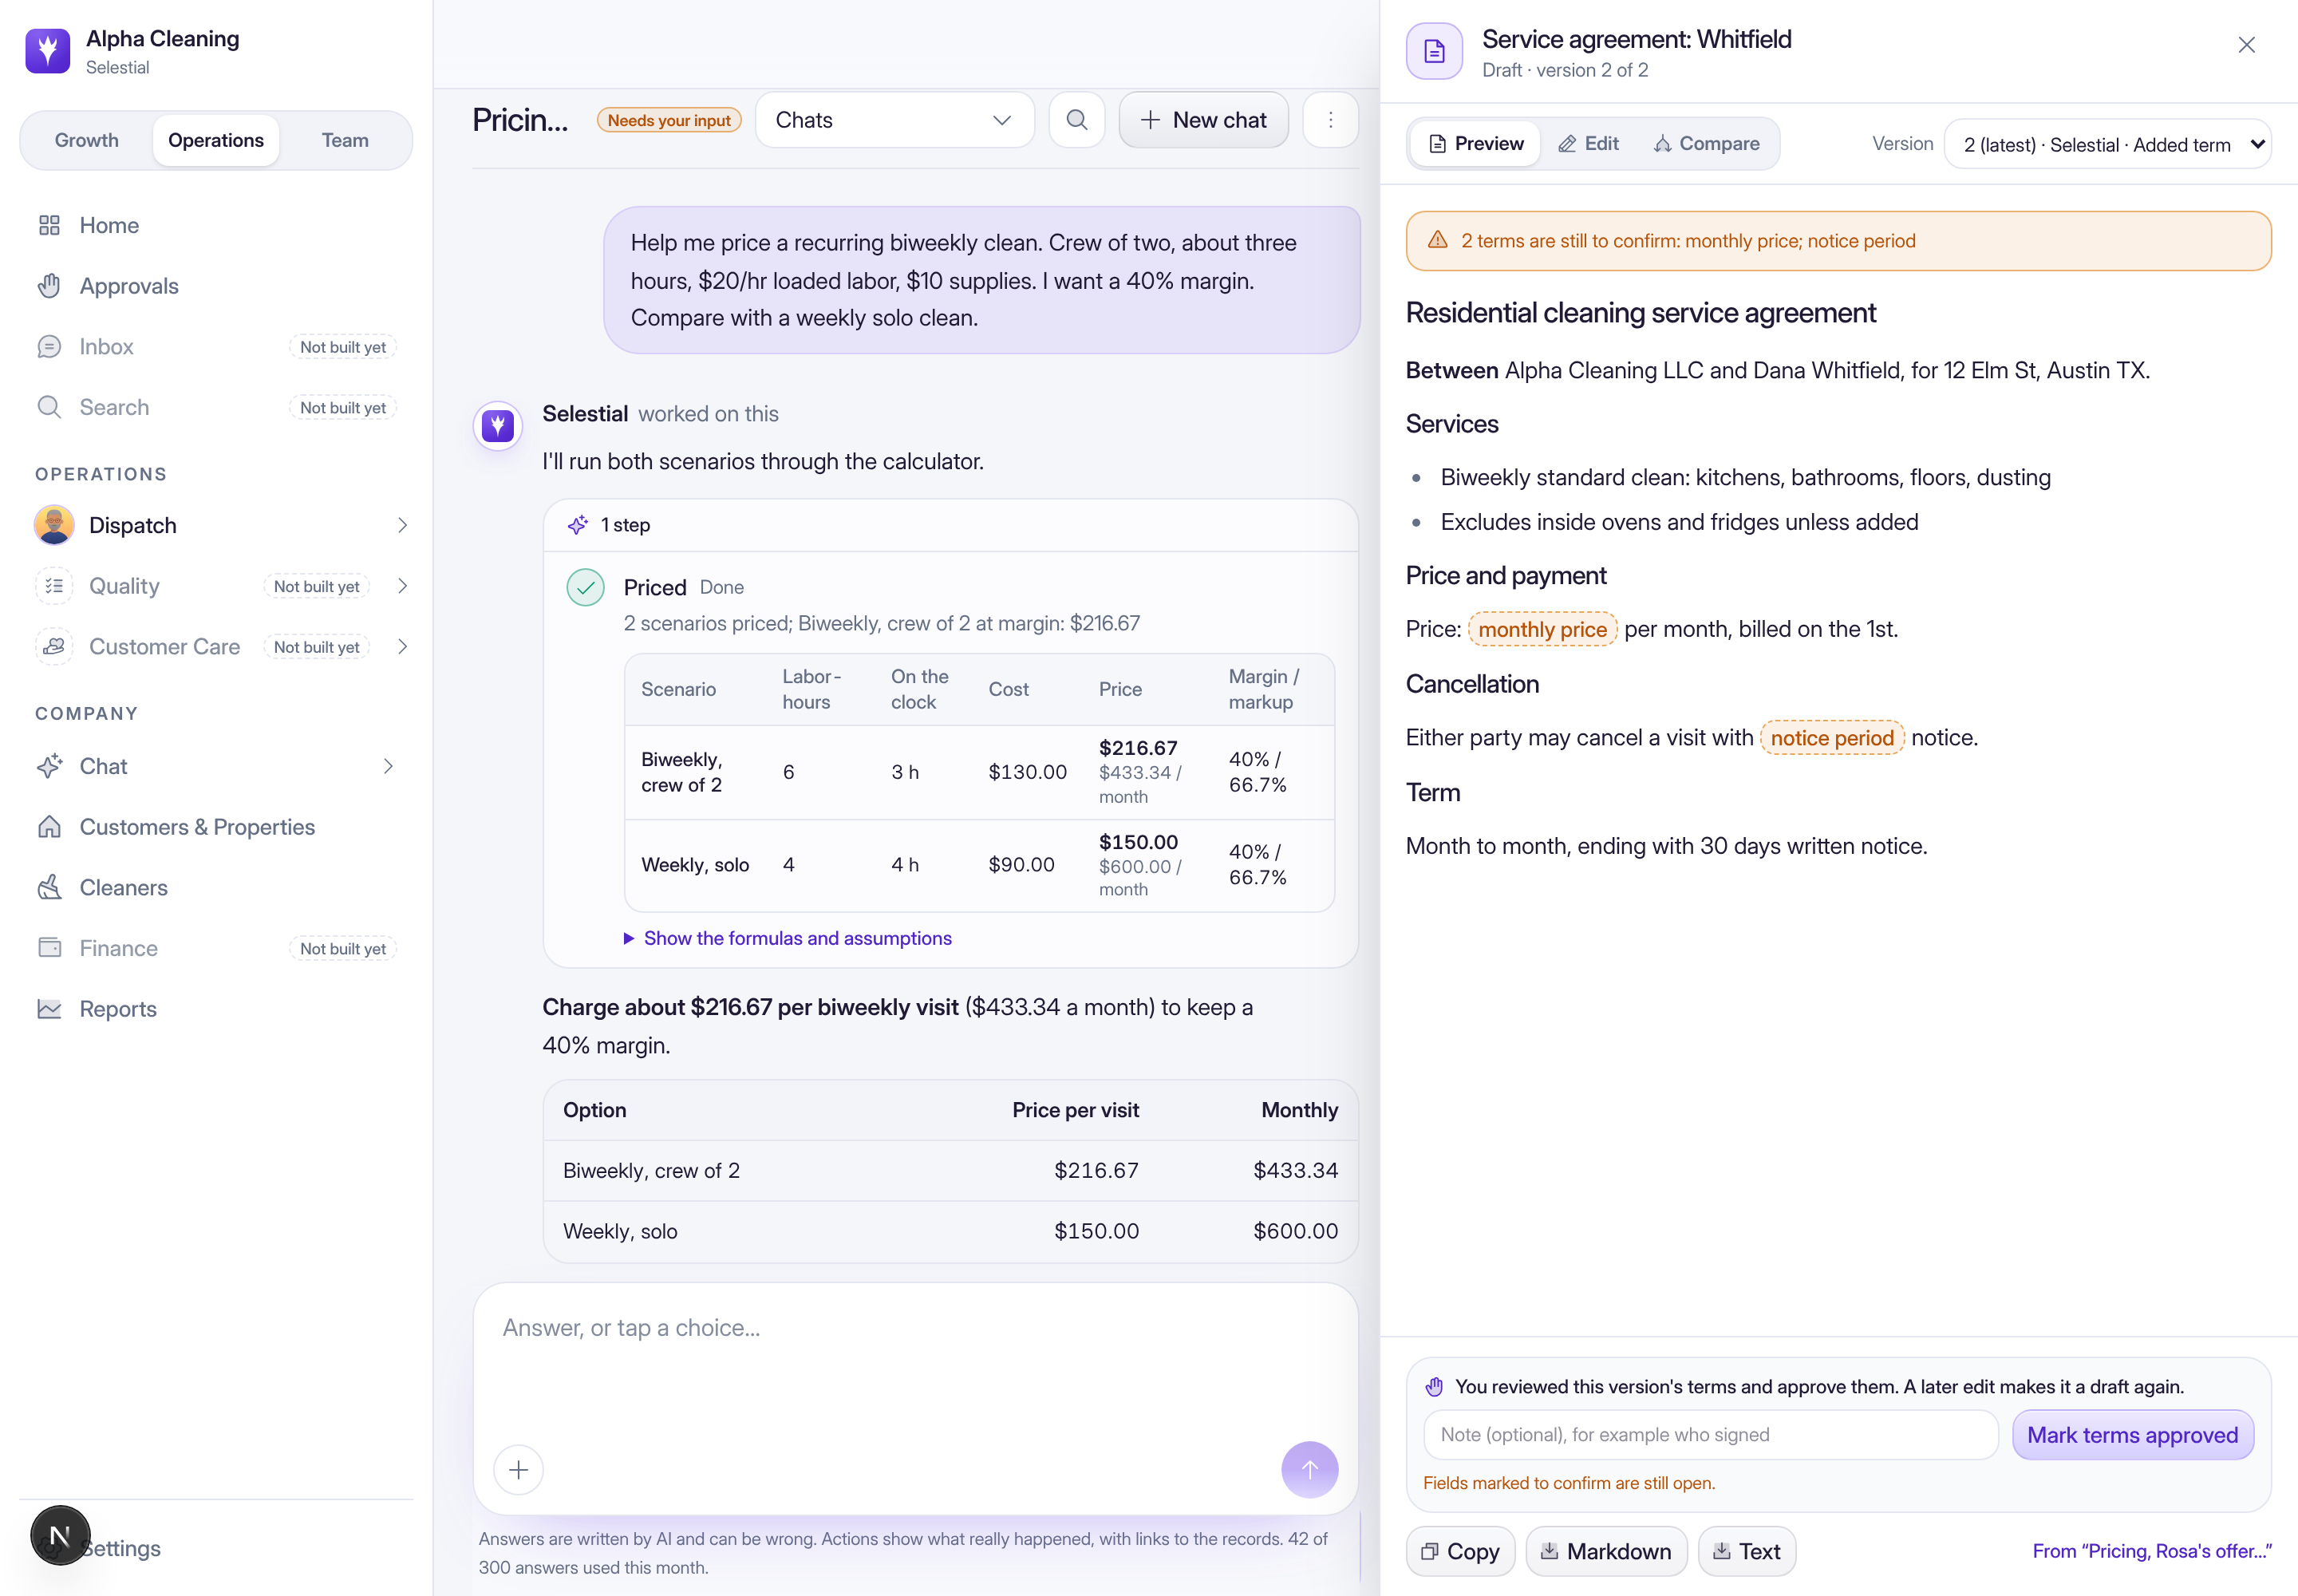 Alpha Cleaning
Selestial
Growth
Operations
Team
Home
Approvals
Inbox
Not built yet
Search
Not built yet
OPERATIONS
Dispatch
Quality
Not built yet
Customer Care
Not built yet
COMPANY
Chat
Customers & Properties
Cleaners
Finance
Not built yet
Reports
N
Settings
Pricin...
Needs your input
Chats
New chat
Help me price a recurring biweekly clean. Crew of two, about three
hours, $20/hr loaded labor, $10 supplies. I want a 40% margin.
Compare with a weekly solo clean.
Selestial worked on this
I'll run both scenarios through the calculator.
1 step
Priced Done
2 scenarios priced; Biweekly, crew of 2 at margin: $216.67
Scenario
Labor-
hours
On the
clock
Cost
Price
Margin /
markup
Biweekly,
crew of 2
6
3 h
$130.00
$216.67
$433.34 /
month
40% /
66.7%
Weekly, solo
4
4 h
$90.00
$150.00
$600.00 /
month
40% /
66.7%
Show the formulas and assumptions
Charge about $216.67 per biweekly visit ($433.34 a month) to keep a
40% margin.
Option Price per visit Monthly
Biweekly, crew of 2 $216.67 $433.34
Weekly, solo $150.00 $600.00
Answer, or tap a choice...
Answers are written by AI and can be wrong. Actions show what really happened, with links to the records. 42 of
300 answers used this month.
Service agreement: Whitfield
Draft · version 2 of 2
Preview
Edit
Compare
Version
2 (latest) · Selestial · Added term
2 terms are still to confirm: monthly price; notice period
Residential cleaning service agreement
Between Alpha Cleaning LLC and Dana Whitfield, for 12 Elm St, Austin TX.
Services
• Biweekly standard clean: kitchens, bathrooms, floors, dusting
• Excludes inside ovens and fridges unless added
Price and payment
Price: monthly price per month, billed on the 1st.
Cancellation
Either party may cancel a visit with notice period notice.
Term
Month to month, ending with 30 days written notice.
You reviewed this version's terms and approve them. A later edit makes it a draft again.
Note (optional), for example who signed
Mark terms approved
Fields marked to confirm are still open.
Copy
Markdown
Text
From “Pricing, Rosa's offer...”